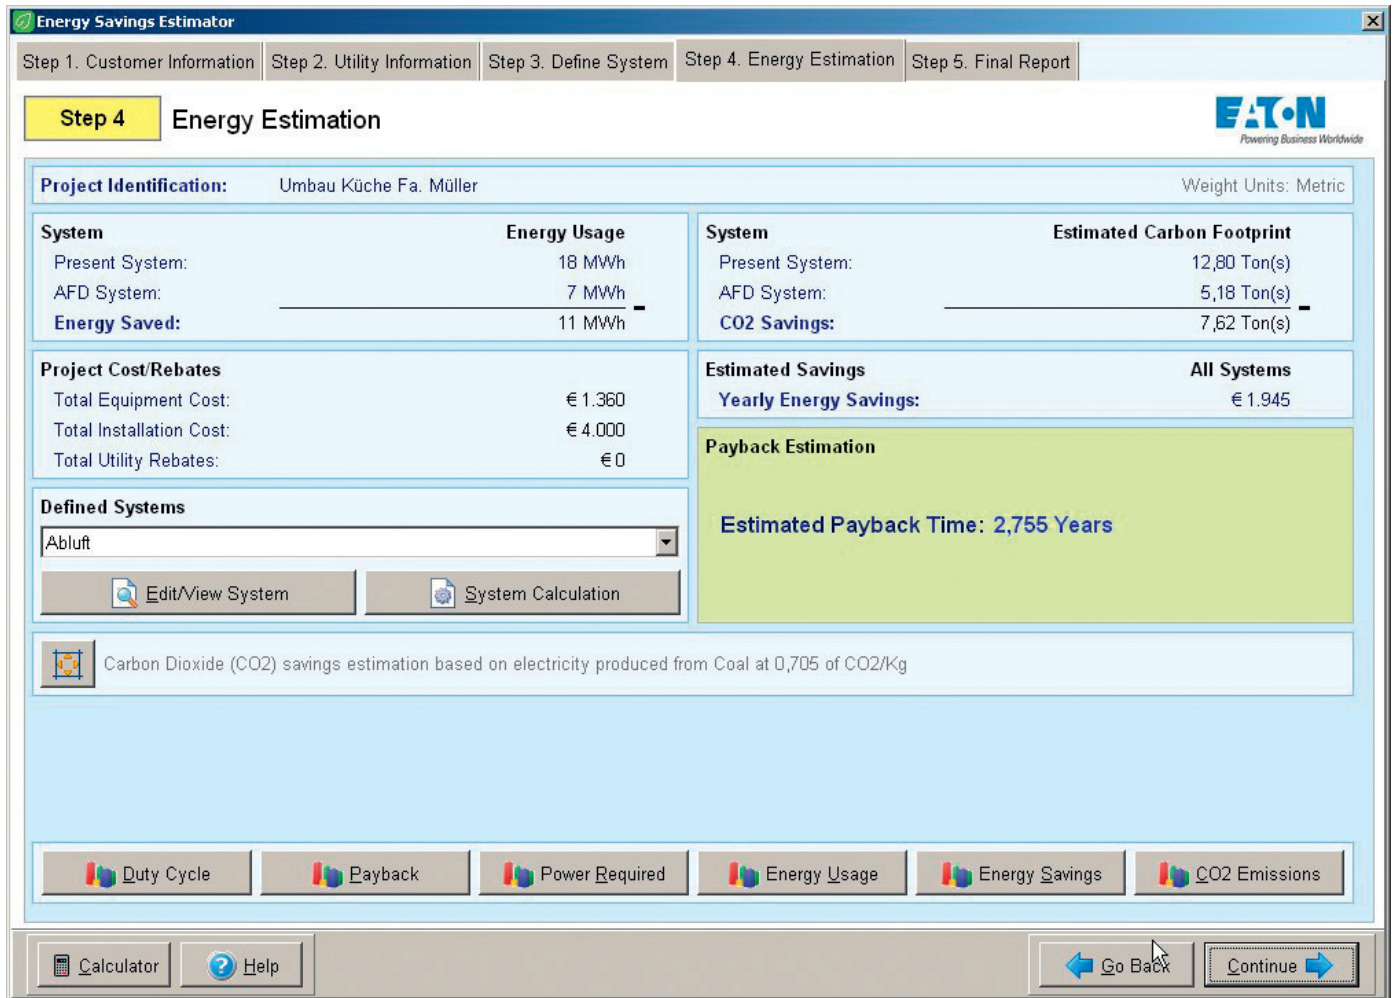 Energy Savings Estimator
Step 1. Customer Information Step 2. Utility Information Step 3. Define System Step 4. Energy Estimation Step 5. Final Report
Step 4 Energy Estimation
EATON
Powering Business Worldwide
Project Identification: Umbau Küche Fa. Müller Weight Units: Metric
System Energy Usage
Present System: 18 MWh
AFD System: 7 MWh
Energy Saved: 11 MWh
System Estimated Carbon Footprint
Present System: 12,80 Ton(s)
AFD System: 5,18 Ton(s)
CO2 Savings: 7,62 Ton(s)
Project Cost/Rebates
Total Equipment Cost: € 1.360
Total Installation Cost: € 4.000
Total Utility Rebates: € 0
Estimated Savings All Systems
Yearly Energy Savings: € 1.945
Payback Estimation
Estimated Payback Time: 2,755 Years
Defined Systems
Abluft
Edit/View System System Calculation
Carbon Dioxide (CO2) savings estimation based on electricity produced from Coal at 0,705 of CO2/Kg
Duty Cycle Payback Power Required Energy Usage Energy Savings CO2 Emissions
Calculator Help Go Back Continue